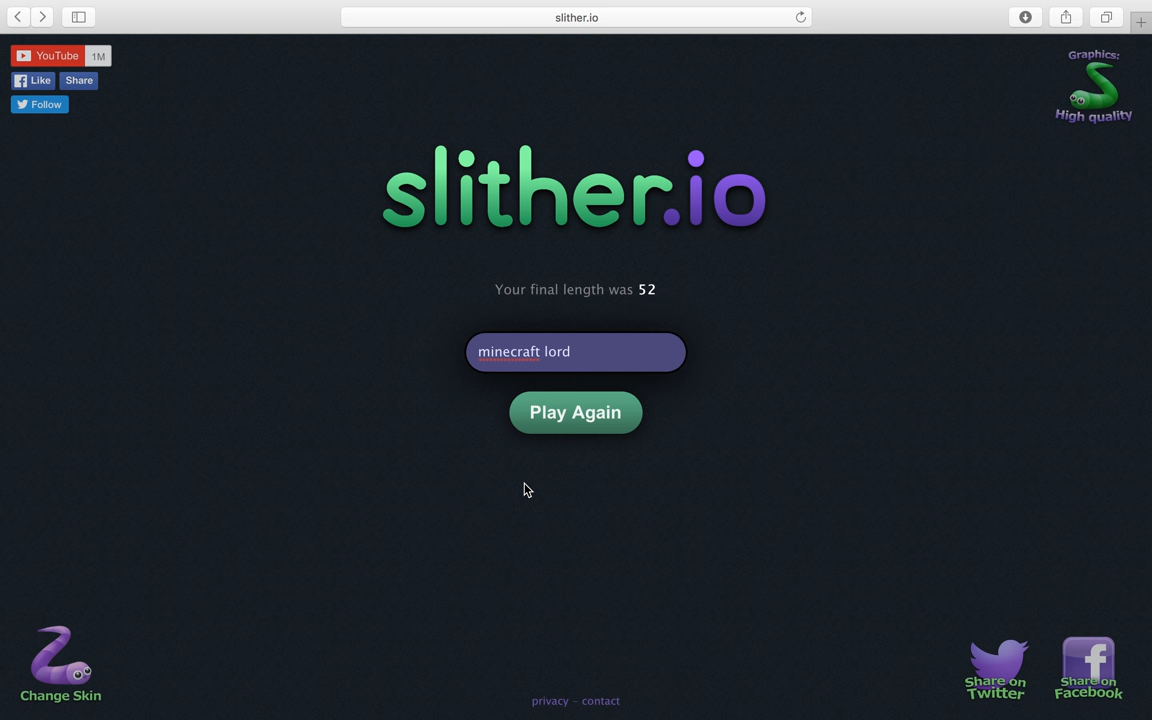 slither.io
YouTube 1M
Like Share
Follow
Graphics:
High quality
slither.io
Your final length was 52
minecraft lord
Play Again
Change Skin
Share on
Twitter
Share on
Facebook
privacy - contact